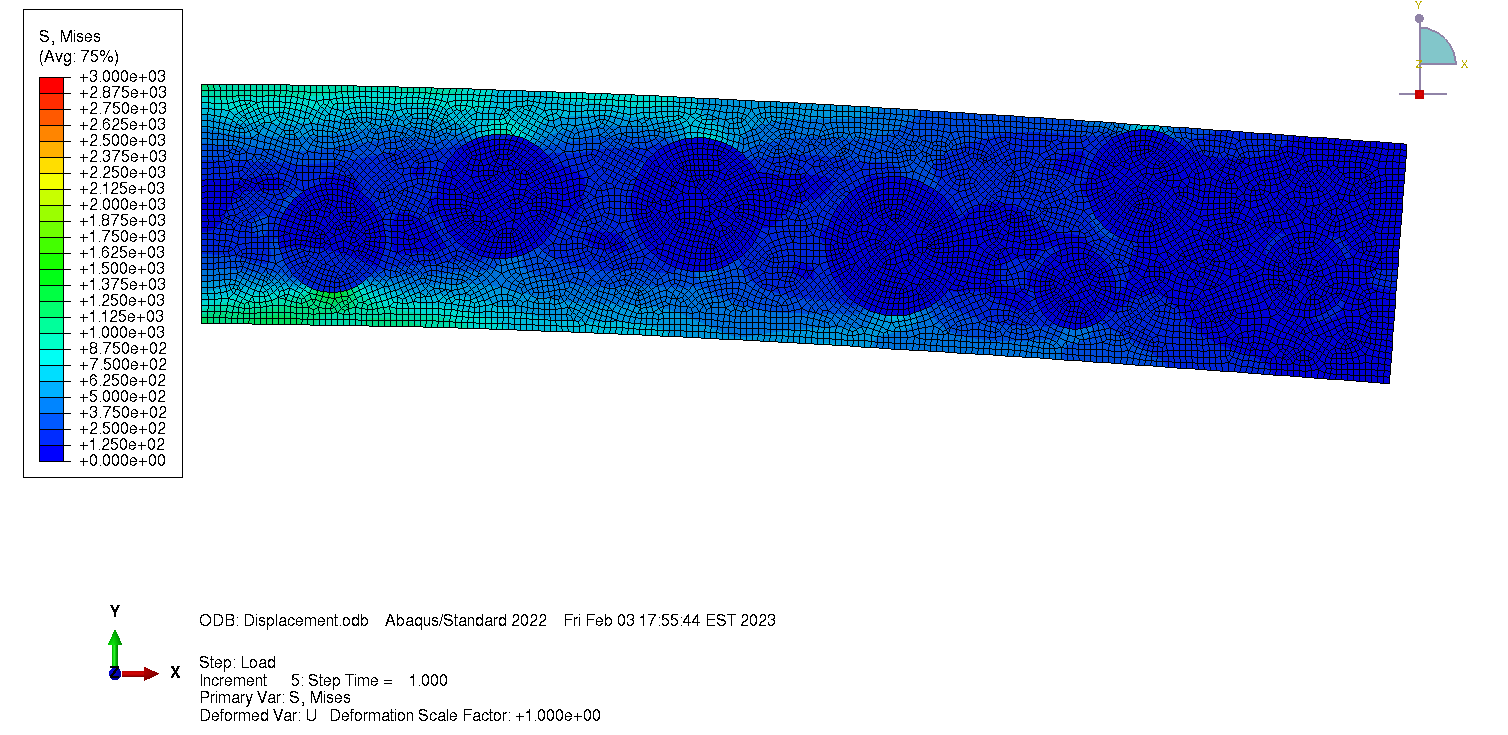 S, Mises
(Avg: 75%)
+3.000e+03
+2.875e+03
+2.750e+03
+2.625e+03
+2.500e+03
+2.375e+03
+2.250e+03
+2.125e+03
+2.000e+03
+1.875e+03
+1.750e+03
+1.625e+03
+1.500e+03
+1.375e+03
+1.250e+03
+1.125e+03
+1.000e+03
+8.750e+02
+7.500e+02
+6.250e+02
+5.000e+02
+3.750e+02
+2.500e+02
+1.250e+02
+0.000e+00
Y
Z X
Y
Z X
ODB: Displacement.odb Abaqus/Standard 2022 Fri Feb 03 17:55:44 EST 2023
Step: Load
Increment 5: Step Time = 1.000
Primary Var: S, Mises
Deformed Var: U Deformation Scale Factor: +1.000e+00